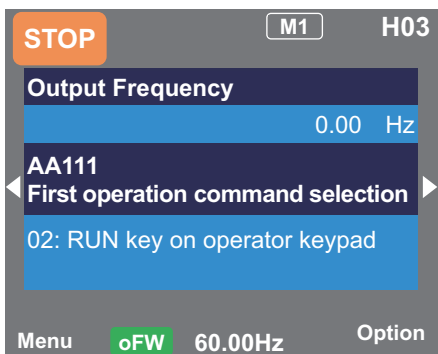 STOP M1 H03
Output Frequency
0.00 Hz
AA111
First operation command selection
02: RUN key on operator keypad
Menu oFW 60.00Hz Option